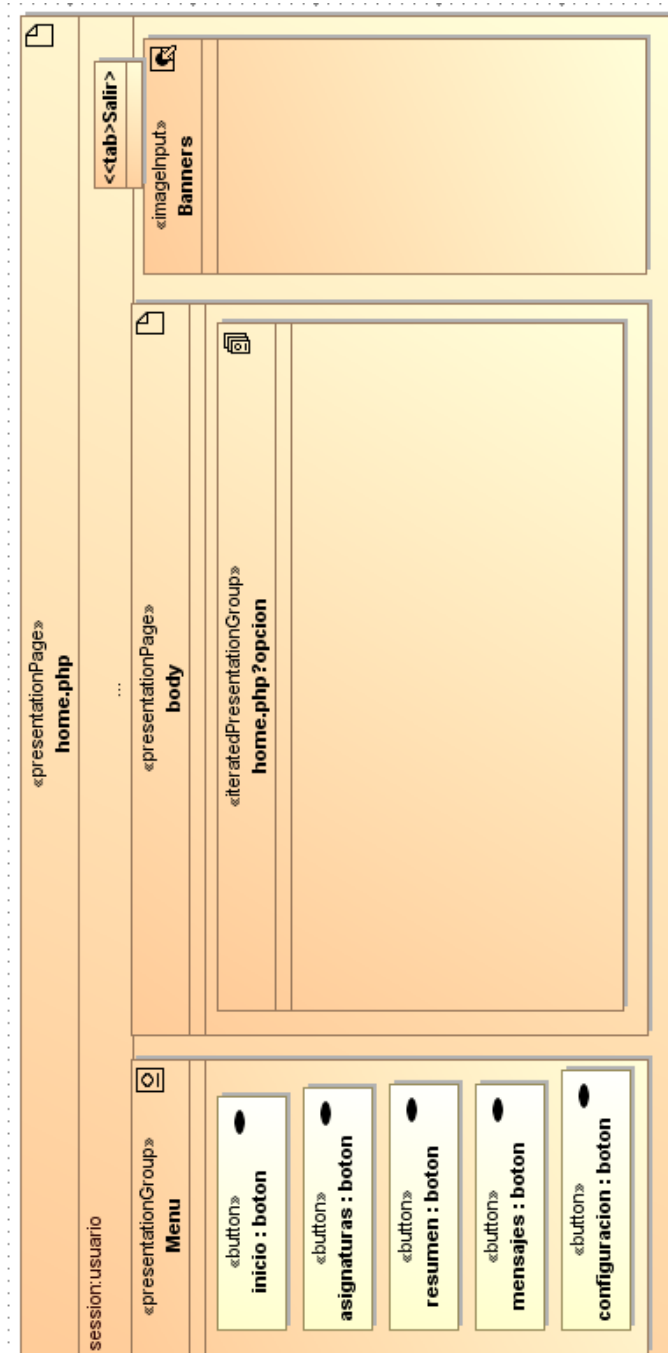 «presentationPage»
home.php
session:usuario
...
<<tab>Salir>
«presentationGroup»
Menu
«button»
inicio : boton
«button»
asignaturas : boton
«button»
resumen : boton
«button»
mensajes : boton
«button»
configuracion : boton
«presentationPage»
body
«iteratedPresentationGroup»
home.php?opcion
«imageInput»
Banners